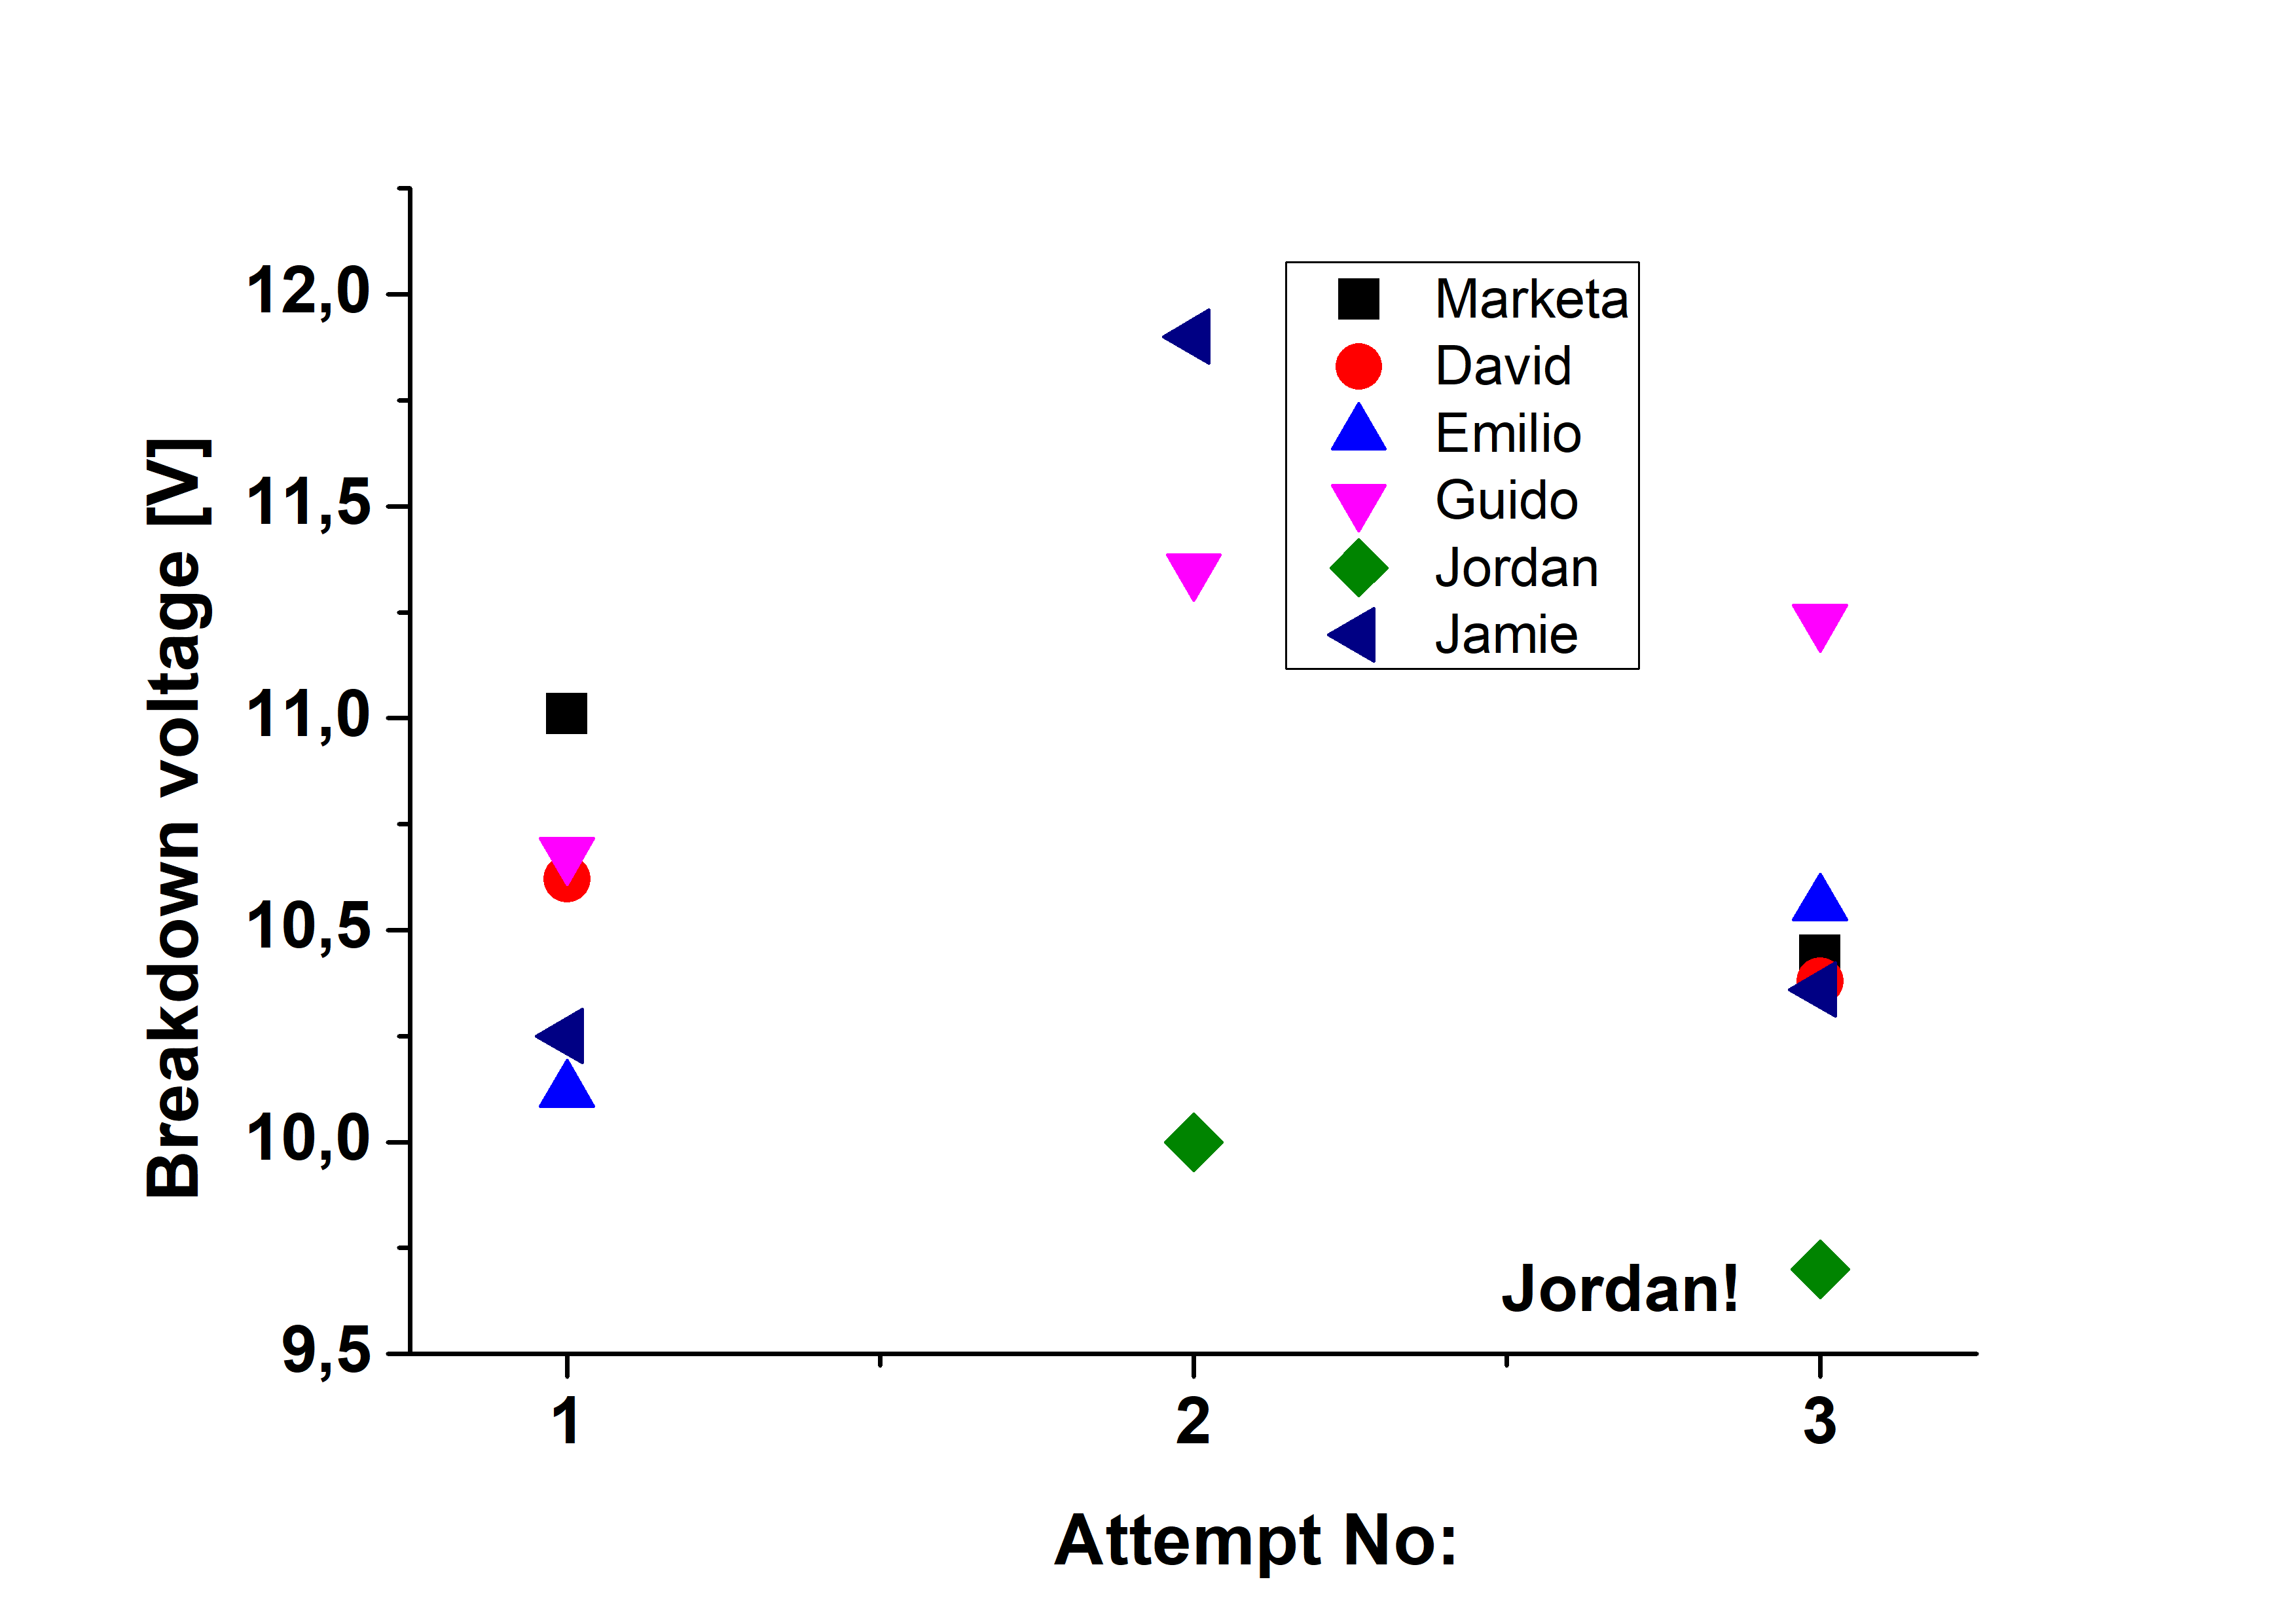 Breakdown voltage [V]
12,0
11,5
11,0
10,5
10,0
9,5
Marketa
David
Emilio
Guido
Jordan
Jamie
Jordan!
1 2 3
Attempt No: